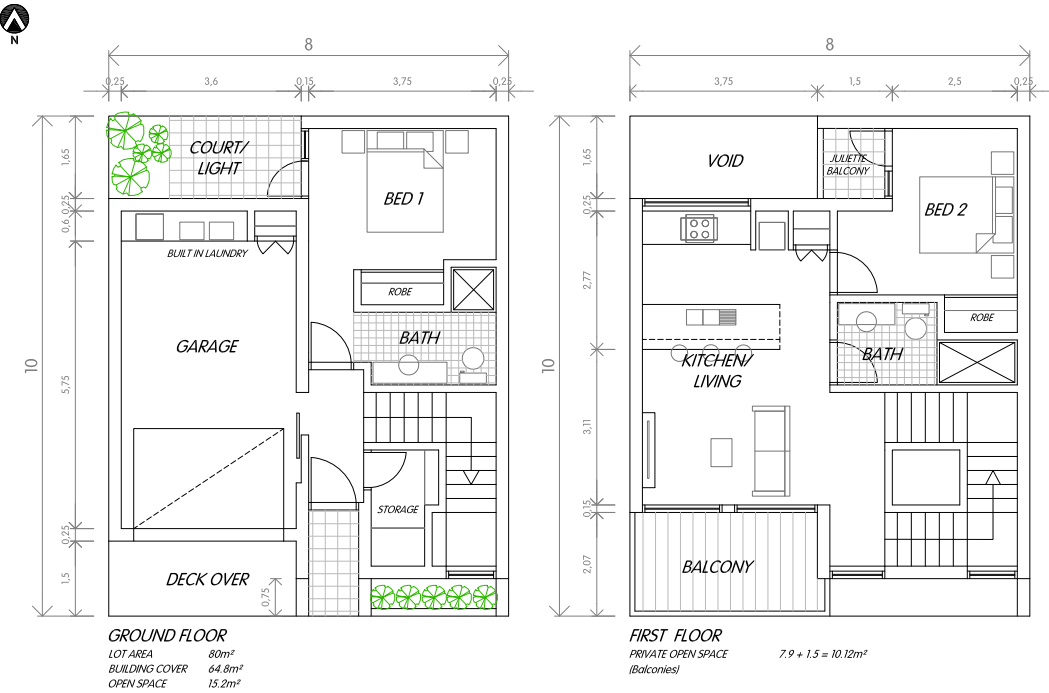 N
8
0,25 3,6 0,15 3,75 0,25
10
1,65
0,25
0,6
5,75
0,25
1,5
COURT/
LIGHT
BED 1
BUILT IN LAUNDRY
ROBE
GARAGE
BATH
STORAGE
DECK OVER
0,75
GROUND FLOOR
LOT AREA 80m²
BUILDING COVER 64.8m²
OPEN SPACE 15.2m²
8
3,75 1,5 2,5 0,25
10
1,65
0,25
2,77
3,11
0,15
2,07
VOID
JULIETTE
BALCONY
BED 2
ROBE
BATH
KITCHEN/
LIVING
BALCONY
FIRST FLOOR
PRIVATE OPEN SPACE 7.9 + 1.5 = 10.12m²
(Balconies)